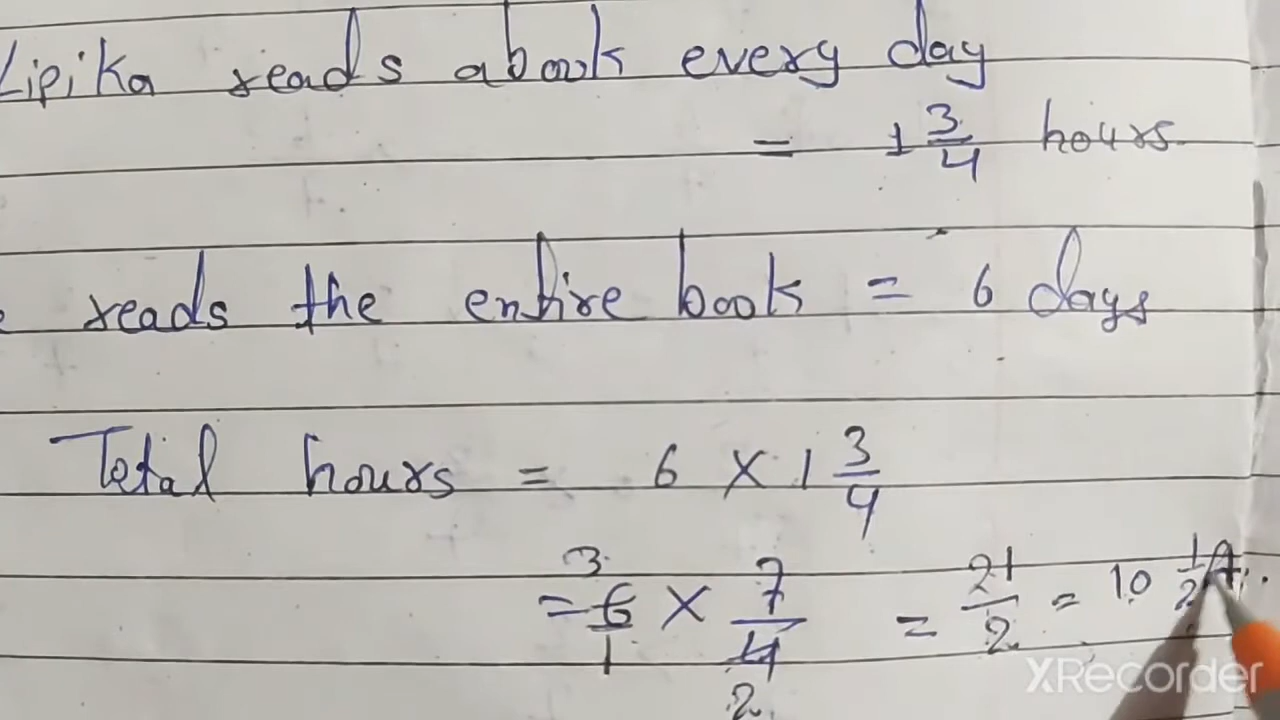 Lipika reads a book every day
= 1 3/4 hours.
reads the entire book = 6 days
Total hours = 6 × 1 3/4
= 6/1 × 7/4 = 21/2 = 10 1/2
3
2
XRecorder